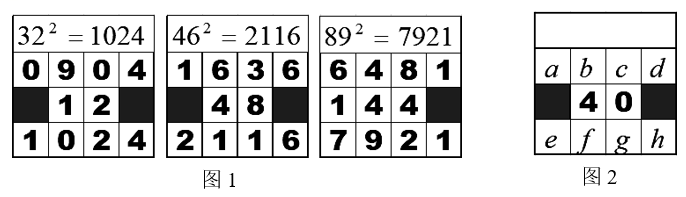 32² = 1024 46² = 2116 89² = 7921
0 9 0 4 1 6 3 6 6 4 8 1 a b c d
1 2 4 8 1 4 4 4 0
1 0 2 4 2 1 1 6 7 9 2 1 e f g h
图1 图2